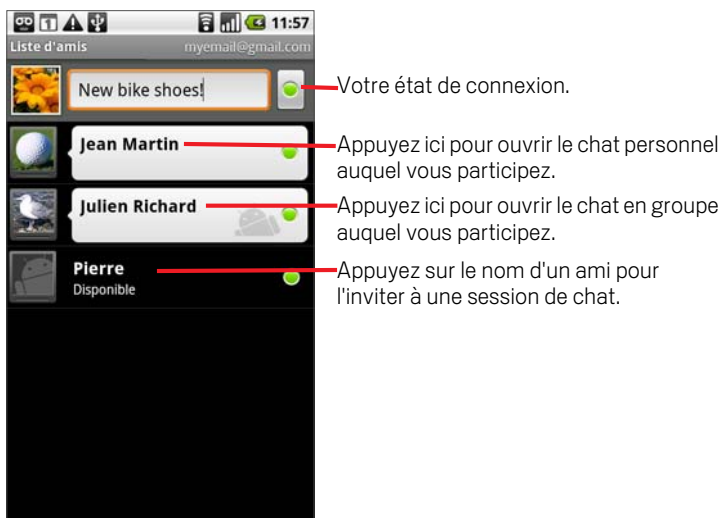 1 11:57
Liste d'amis myemail@gmail.com
New bike shoes!
Votre état de connexion.
Jean Martin
Appuyez ici pour ouvrir le chat personnel
auquel vous participez.
Julien Richard
Appuyez ici pour ouvrir le chat en groupe
auquel vous participez.
Pierre
Disponible
Appuyez sur le nom d'un ami pour
l'inviter à une session de chat.